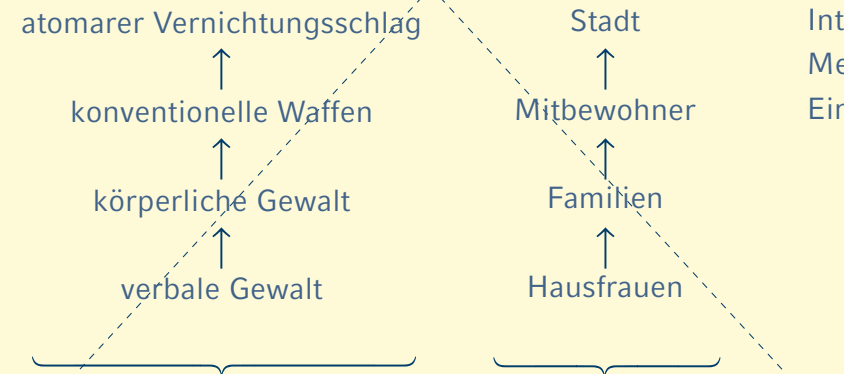 atomarer Vernichtungsschlag
konventionelle Waffen
körperliche Gewalt
verbale Gewalt
Stadt
Mitbewohner
Familien
Hausfrauen